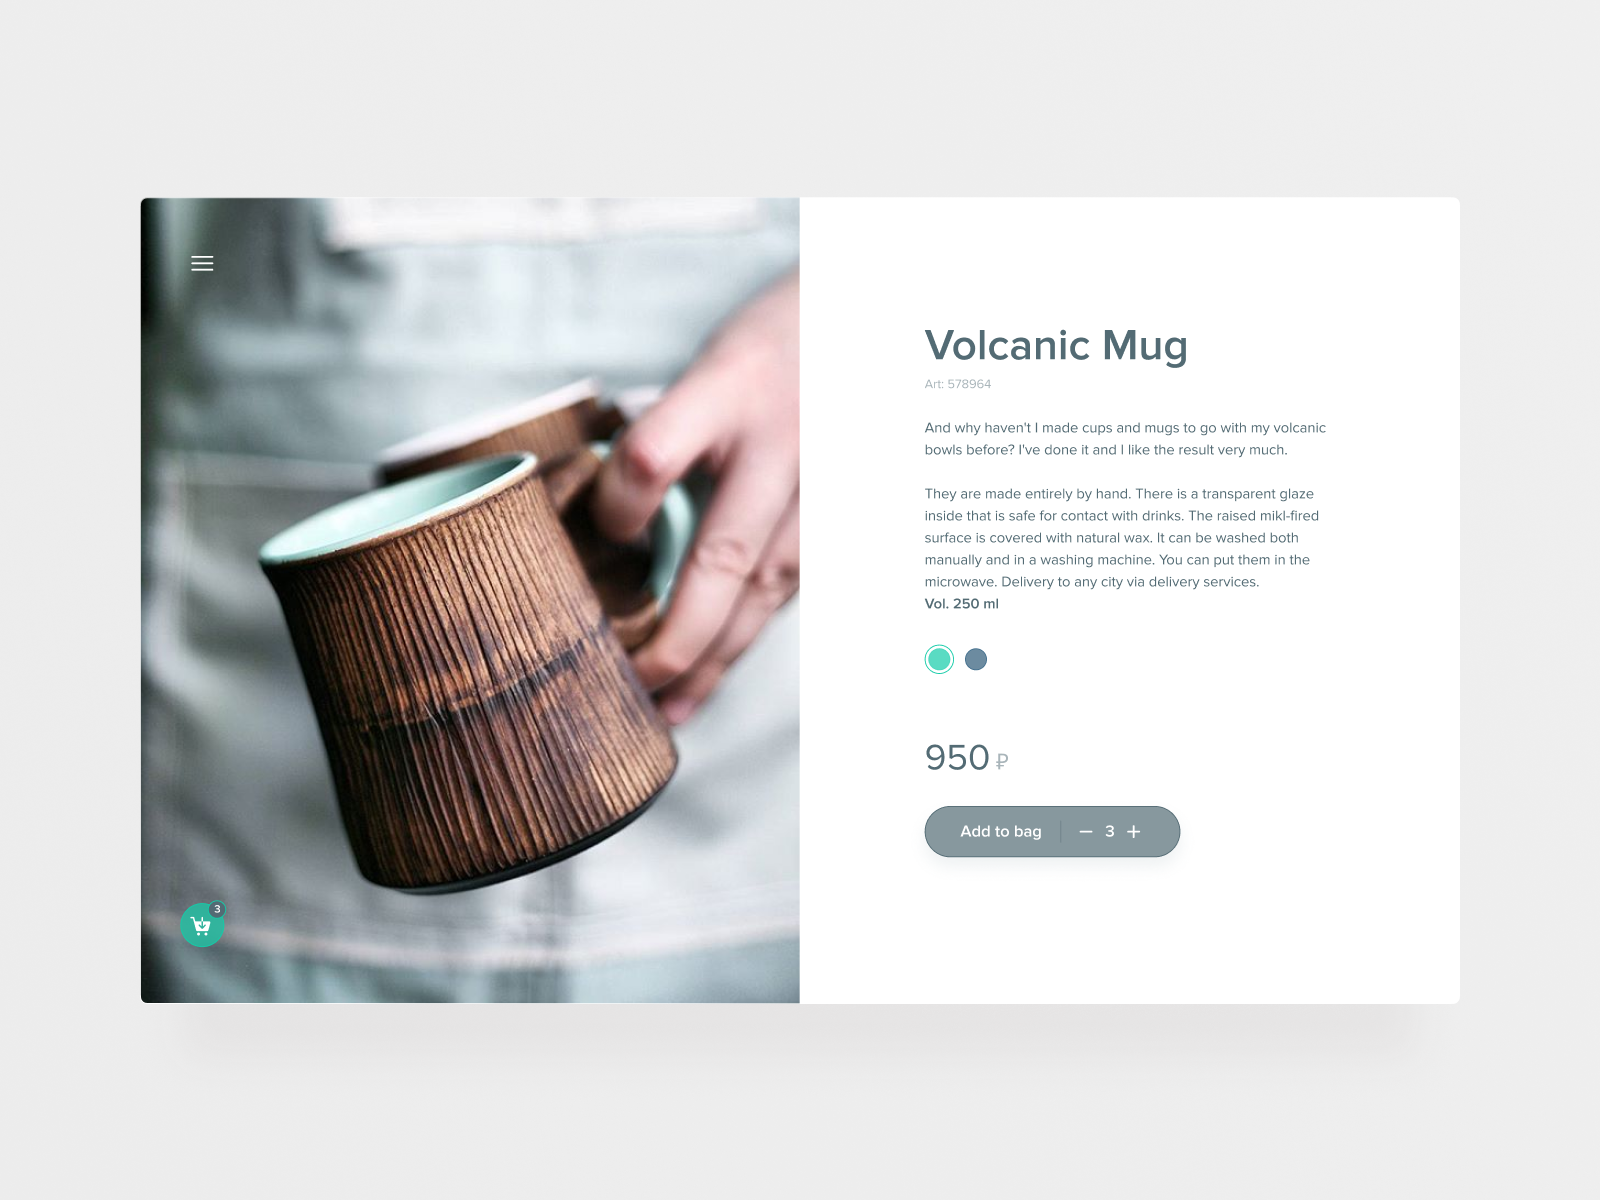 Volcanic Mug
Art: 578964
And why haven't I made cups and mugs to go with my volcanic
bowls before? I've done it and I like the result very much.
They are made entirely by hand. There is a transparent glaze
inside that is safe for contact with drinks. The raised mikl-fired
surface is covered with natural wax. It can be washed both
manually and in a washing machine. You can put them in the
microwave. Delivery to any city via delivery services.
Vol. 250 ml
950 ₽
Add to bag — 3 +
3